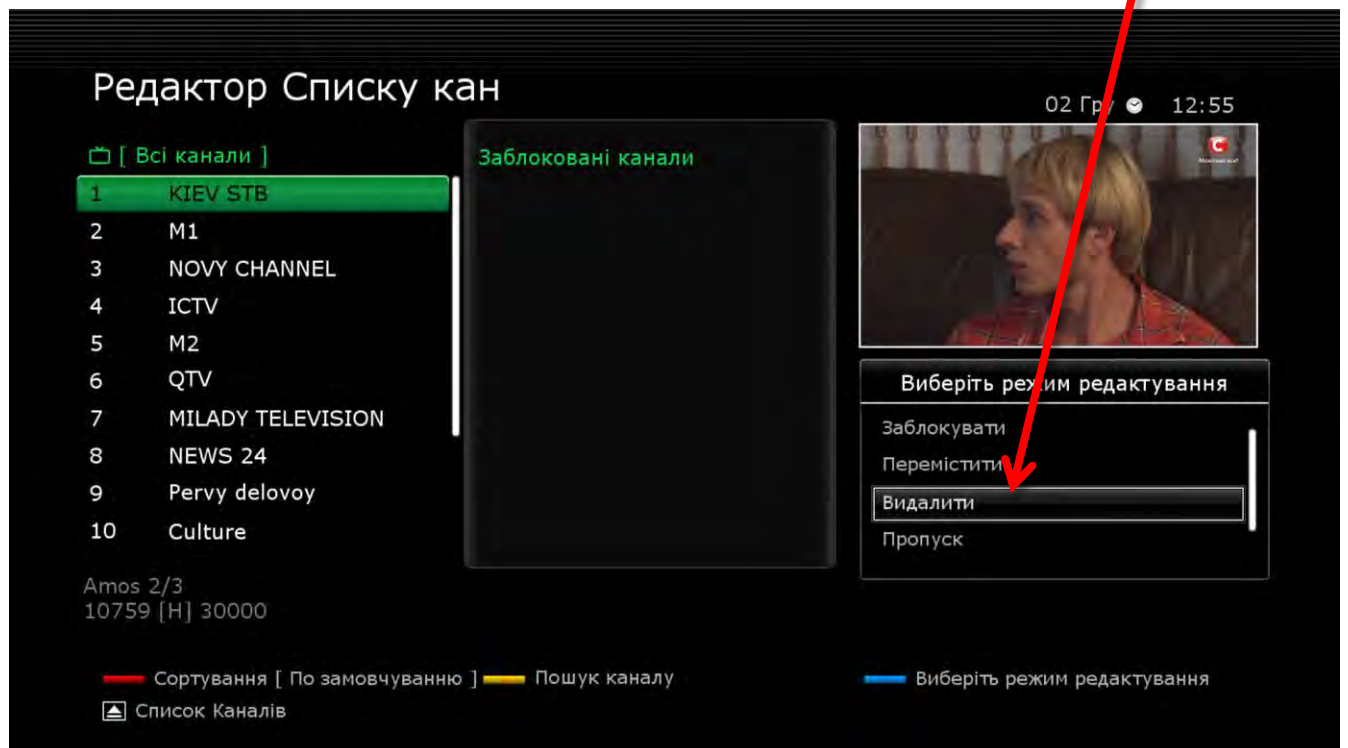 Редактор Списку кан
02 Гру 12:55
[ Всі канали ]
1 KIEV STB
2 M1
3 NOVY CHANNEL
4 ICTV
5 M2
6 QTV
7 MILADY TELEVISION
8 NEWS 24
9 Pervy delovoy
10 Culture
Amos 2/3
10759 [H] 30000
Заблоковані канали
Виберіть режим редактування
Заблокувати
Перемістити
Видалити
Пропуск
Сортування [ По замовчуванню ] Пошук каналу Виберіть режим редактування
Список Каналів